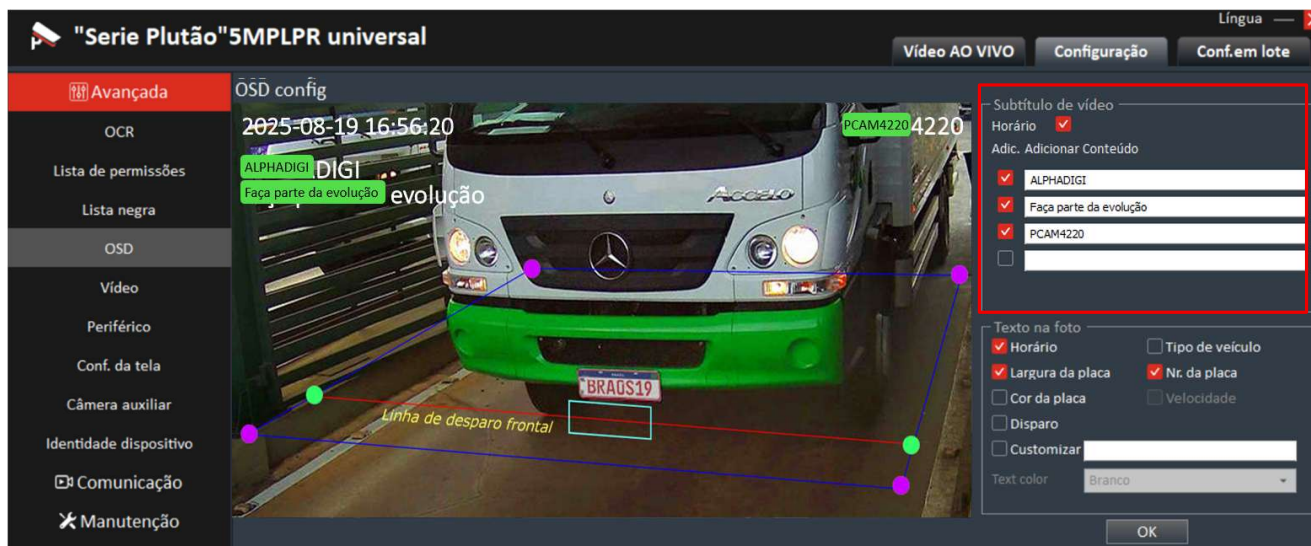 "Serie Plutão"5MPLPR universal
Língua
Vídeo AO VIVO
Configuração
Conf.em lote
Avançada
OCR
Lista de permissões
Lista negra
OSD
Vídeo
Periférico
Conf. da tela
Câmera auxiliar
Identidade dispositivo
Comunicação
Manutenção
OSD config
2025-08-19 16:56:20
PCAM4220 4220
ALPHADIGI DIGI
Faça parte da evolução evolução
ACCELO
BRAOS19
Linha de desparo frontal
Subtítulo de vídeo
Horário
Adic. Adicionar Conteúdo
ALPHADIGI
Faça parte da evolução
PCAM4220
Texto na foto
Horário
Tipo de veículo
Largura da placa
Nr. da placa
Cor da placa
Velocidade
Disparo
Customizar
Text color
Branco
OK